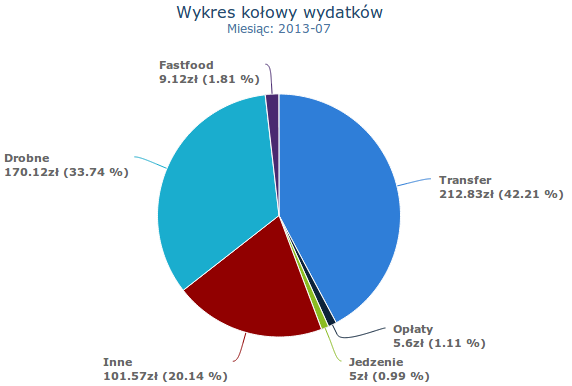 Wykres kołowy wydatków
Miesiąc: 2013-07
Fastfood
9.12zł (1.81 %)
Drobne
170.12zł (33.74 %)
Transfer
212.83zł (42.21 %)
Opłaty
5.6zł (1.11 %)
Jedzenie
5zł (0.99 %)
Inne
101.57zł (20.14 %)